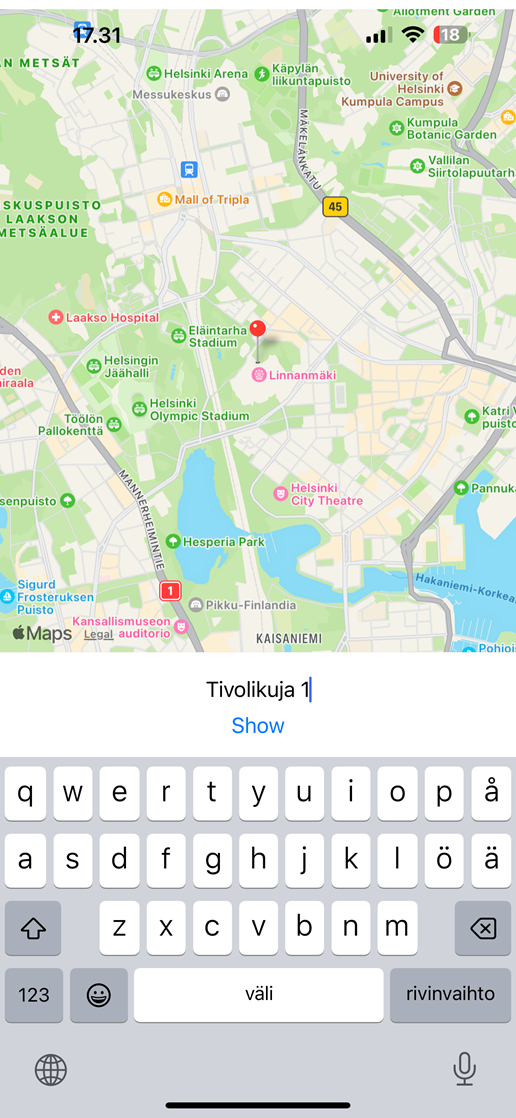 Allotment Garden
17.31
18
N METSÄT
Helsinki Arena
Käpylän
liikuntapuisto
Messukeskus
University of
Helsinki
Kumpula Campus
Kumpula
Botanic Garden
MÄKELÄNKATU
Vallilan
Siirtolapuutarh
Mall of Tripla
45
SKUSPUISTO
LAAKSON
METSÄALUE
Laakso Hospital
Eläintarha
Stadium
Helsingin
Jäähalli
Linnanmäki
den
airaala
Helsinki
Olympic Stadium
Töölön
Pallokenttä
Katri V
puisto
MANNERHEIMINTIE
Helsinki
City Theatre
Pannuka
senpuisto
Hesperia Park
Hakaniemi-Korkea
Sigurd
Frosteruksen
Puisto
1
Pikku-Finlandia
Kansallismuseon
auditorio
Maps
Legal
KAISANIEMI
Pohjois
Tivolikuja 1
Show
q w e r t y u i o p å
a s d f g h j k l ö ä
z x c v b n m
123 väli rivinvaihto